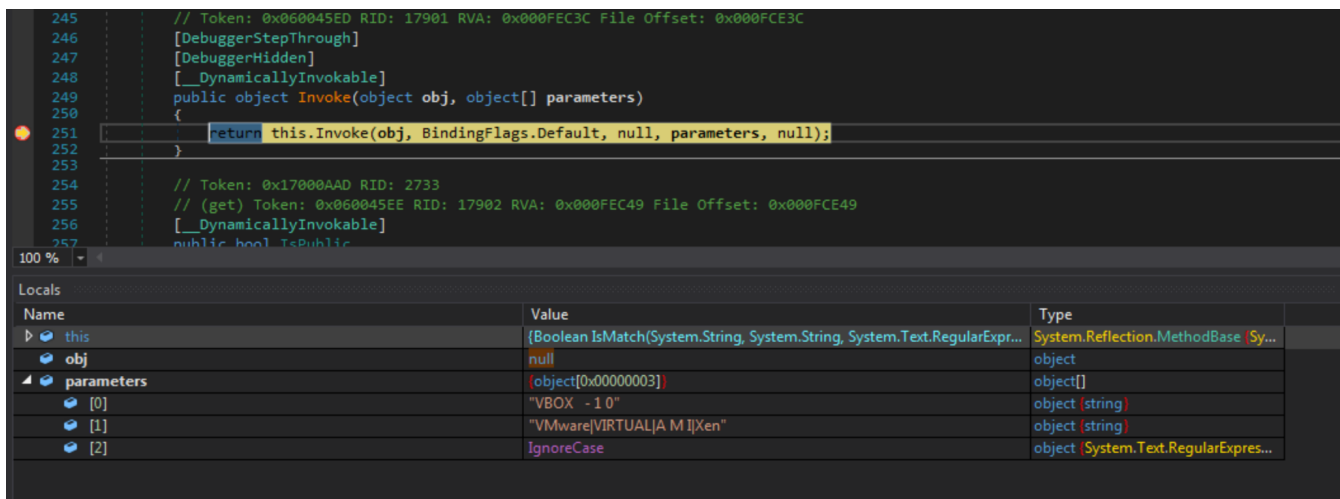 245 // Token: 0x060045ED RID: 17901 RVA: 0x000FEC3C File Offset: 0x000FCE3C
246 [DebuggerStepThrough]
247 [DebuggerHidden]
248 [__DynamicallyInvokable]
249 public object Invoke(object obj, object[] parameters)
250 {
251 return this.Invoke(obj, BindingFlags.Default, null, parameters, null);
252 }
253
254 // Token: 0x17000AAD RID: 2733
255 // (get) Token: 0x060045EE RID: 17902 RVA: 0x000FEC49 File Offset: 0x000FCE49
256 [__DynamicallyInvokable]
257 public bool IsPublic
100 %
Locals
Name Value Type
this {Boolean IsMatch(System.String, System.String, System.Text.RegularExpr... System.Reflection.MethodBase {Sy...
obj null object
parameters {object[0x00000003]} object[]
[0] "VBOX - 1 0" object {string}
[1] "VMware|VIRTUAL|A M I|Xen" object {string}
[2] IgnoreCase object {System.Text.RegularExpres...